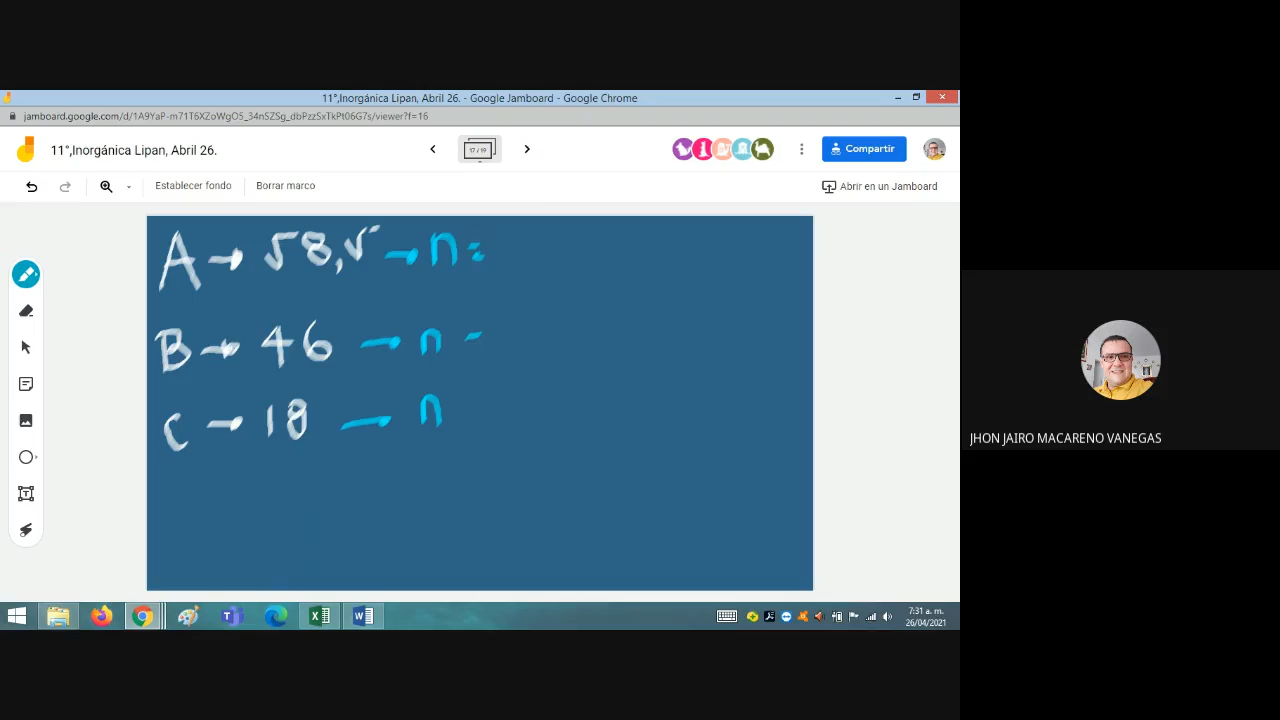 11°,Inorgánica Lipan, Abril 26. - Google Jamboard - Google Chrome
jamboard.google.com/d/1A9YaP-m71T6XZoWgO5_34nSZSg_dbPzzSxTkPt06G7s/viewer?f=16
11°,Inorgánica Lipan, Abril 26.
17 / 19
Compartir
Establecer fondo
Borrar marco
Abrir en un Jamboard
A → 58,5 → n =
B → 46 → n -
C → 18 → n
JHON JAIRO MACARENO VANEGAS
7:31 a. m.
26/04/2021